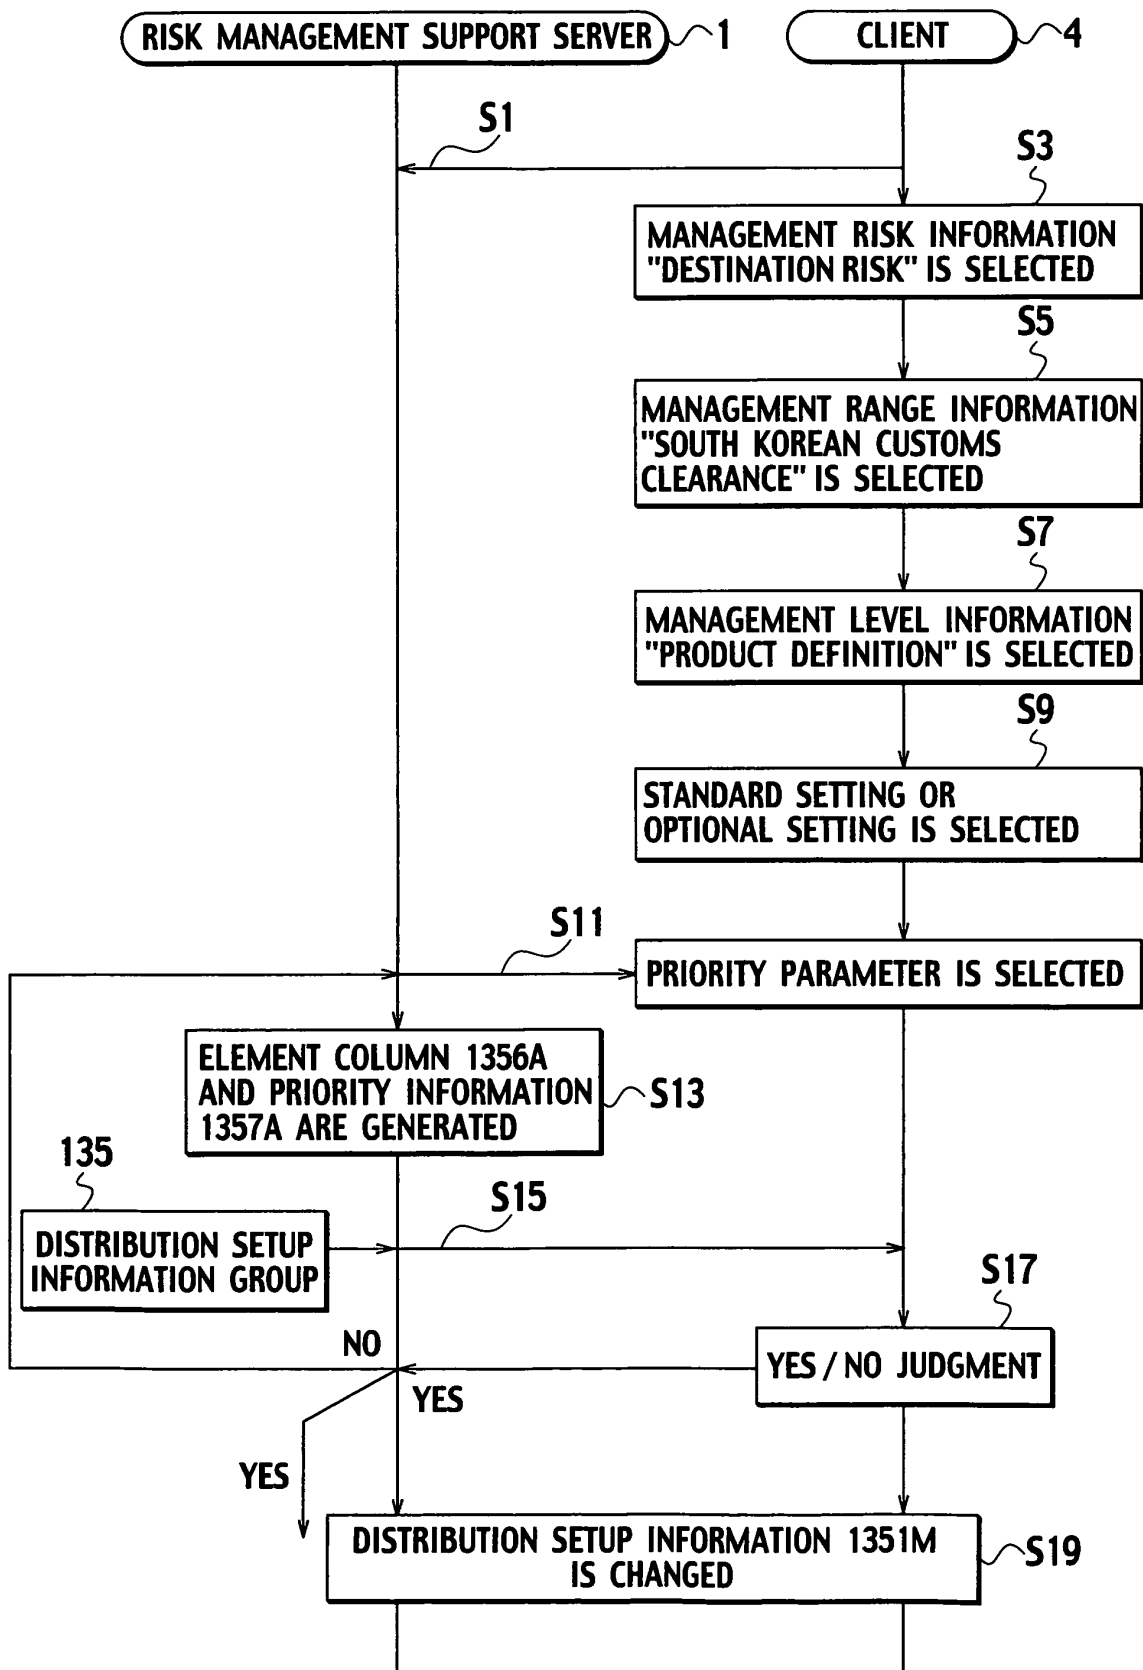 RISK MANAGEMENT SUPPORT SERVER 1
CLIENT 4
S1
S3
MANAGEMENT RISK INFORMATION
"DESTINATION RISK" IS SELECTED
S5
MANAGEMENT RANGE INFORMATION
"SOUTH KOREAN CUSTOMS
CLEARANCE" IS SELECTED
S7
MANAGEMENT LEVEL INFORMATION
"PRODUCT DEFINITION" IS SELECTED
S9
STANDARD SETTING OR
OPTIONAL SETTING IS SELECTED
S11
PRIORITY PARAMETER IS SELECTED
ELEMENT COLUMN 1356A
AND PRIORITY INFORMATION
1357A ARE GENERATED
S13
135
DISTRIBUTION SETUP
INFORMATION GROUP
S15
S17
YES / NO JUDGMENT
NO
YES
YES
DISTRIBUTION SETUP INFORMATION 1351M
IS CHANGED
S19